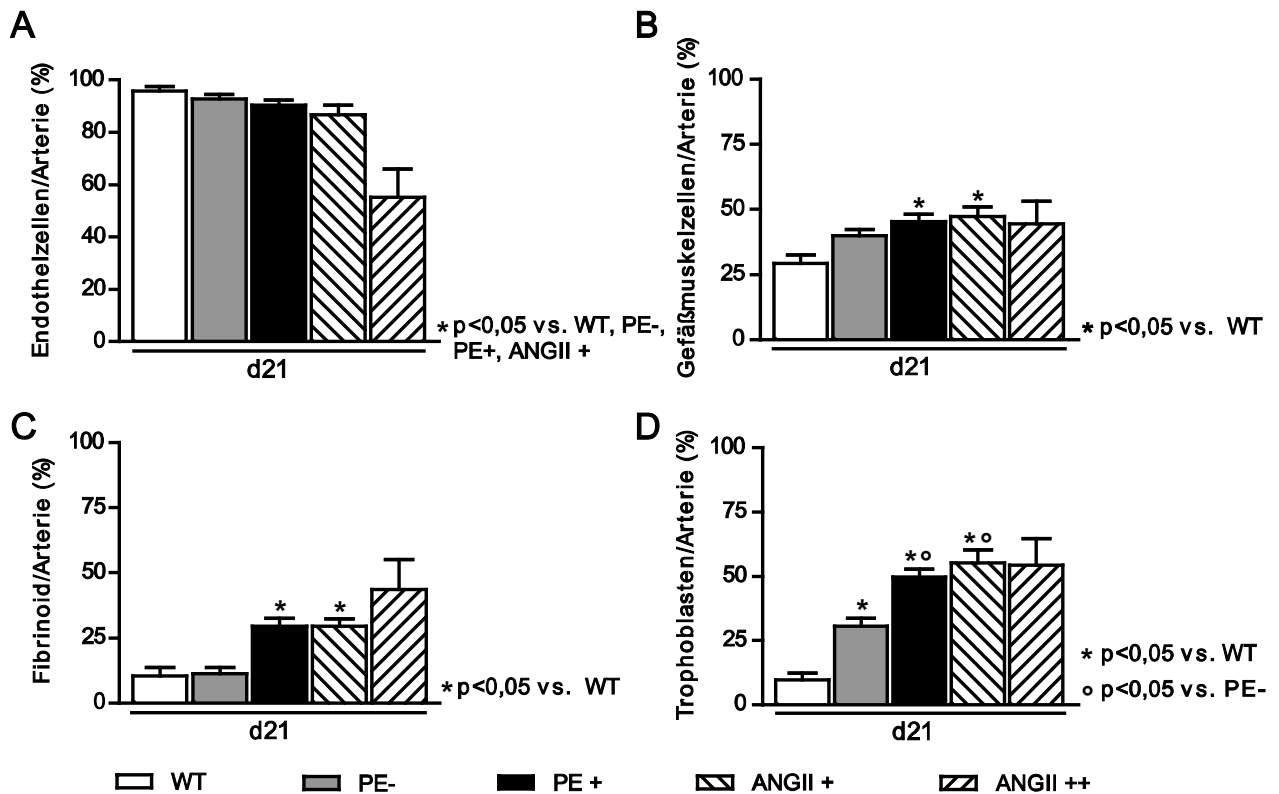 A
Endothelzellen/Arterie (%)
100
80
60
40
20
0
d21
* p<0,05 vs. WT, PE-,
PE+, ANGII +
B
Gefäßmuskelzellen/Arterie (%)
100
75
50
25
0
* *
d21
* p<0,05 vs. WT
C
Fibrinoid/Arterie (%)
100
75
50
25
0
* *
d21
* p<0,05 vs. WT
D
Trophoblasten/Arterie (%)
100
75
50
25
0
* *° *°
d21
* p<0,05 vs. WT
° p<0,05 vs. PE-
WT PE- PE + ANGII + ANGII ++